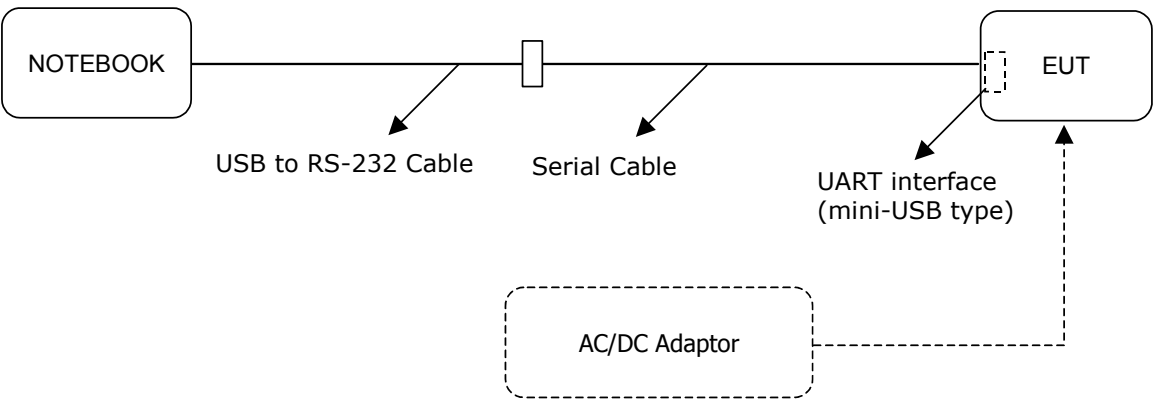 NOTEBOOK
EUT
USB to RS-232 Cable
Serial Cable
UART interface
(mini-USB type)
AC/DC Adaptor